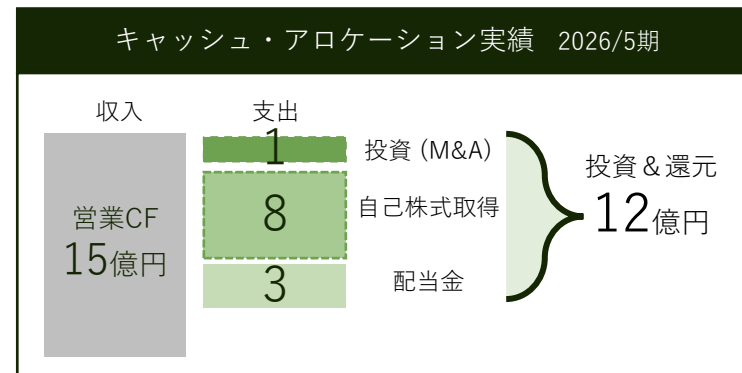 キャッシュ・アロケーション実績 2026/5期
収入
支出
営業CF
15億円
1
投資(M&A)
8
自己株式取得
3
配当金
投資＆還元
12億円